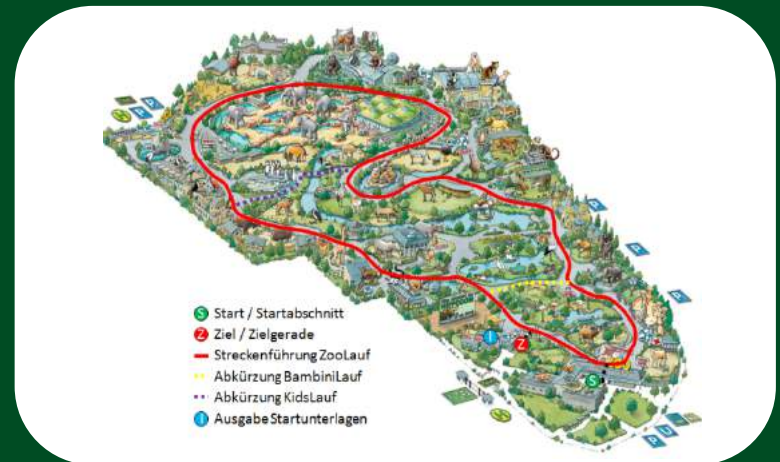 S Start / Startabschnitt
Z Ziel / Zielgerade
Streckenführung ZooLauf
Abkürzung BambiniLauf
Abkürzung KidsLauf
I Ausgabe Startunterlagen
I
Z
S